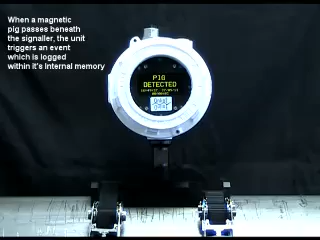 When a magnetic
pig passes beneath
the signaller, the unit
triggers an event
which is logged
within it's internal memory
PIG
DETECTED